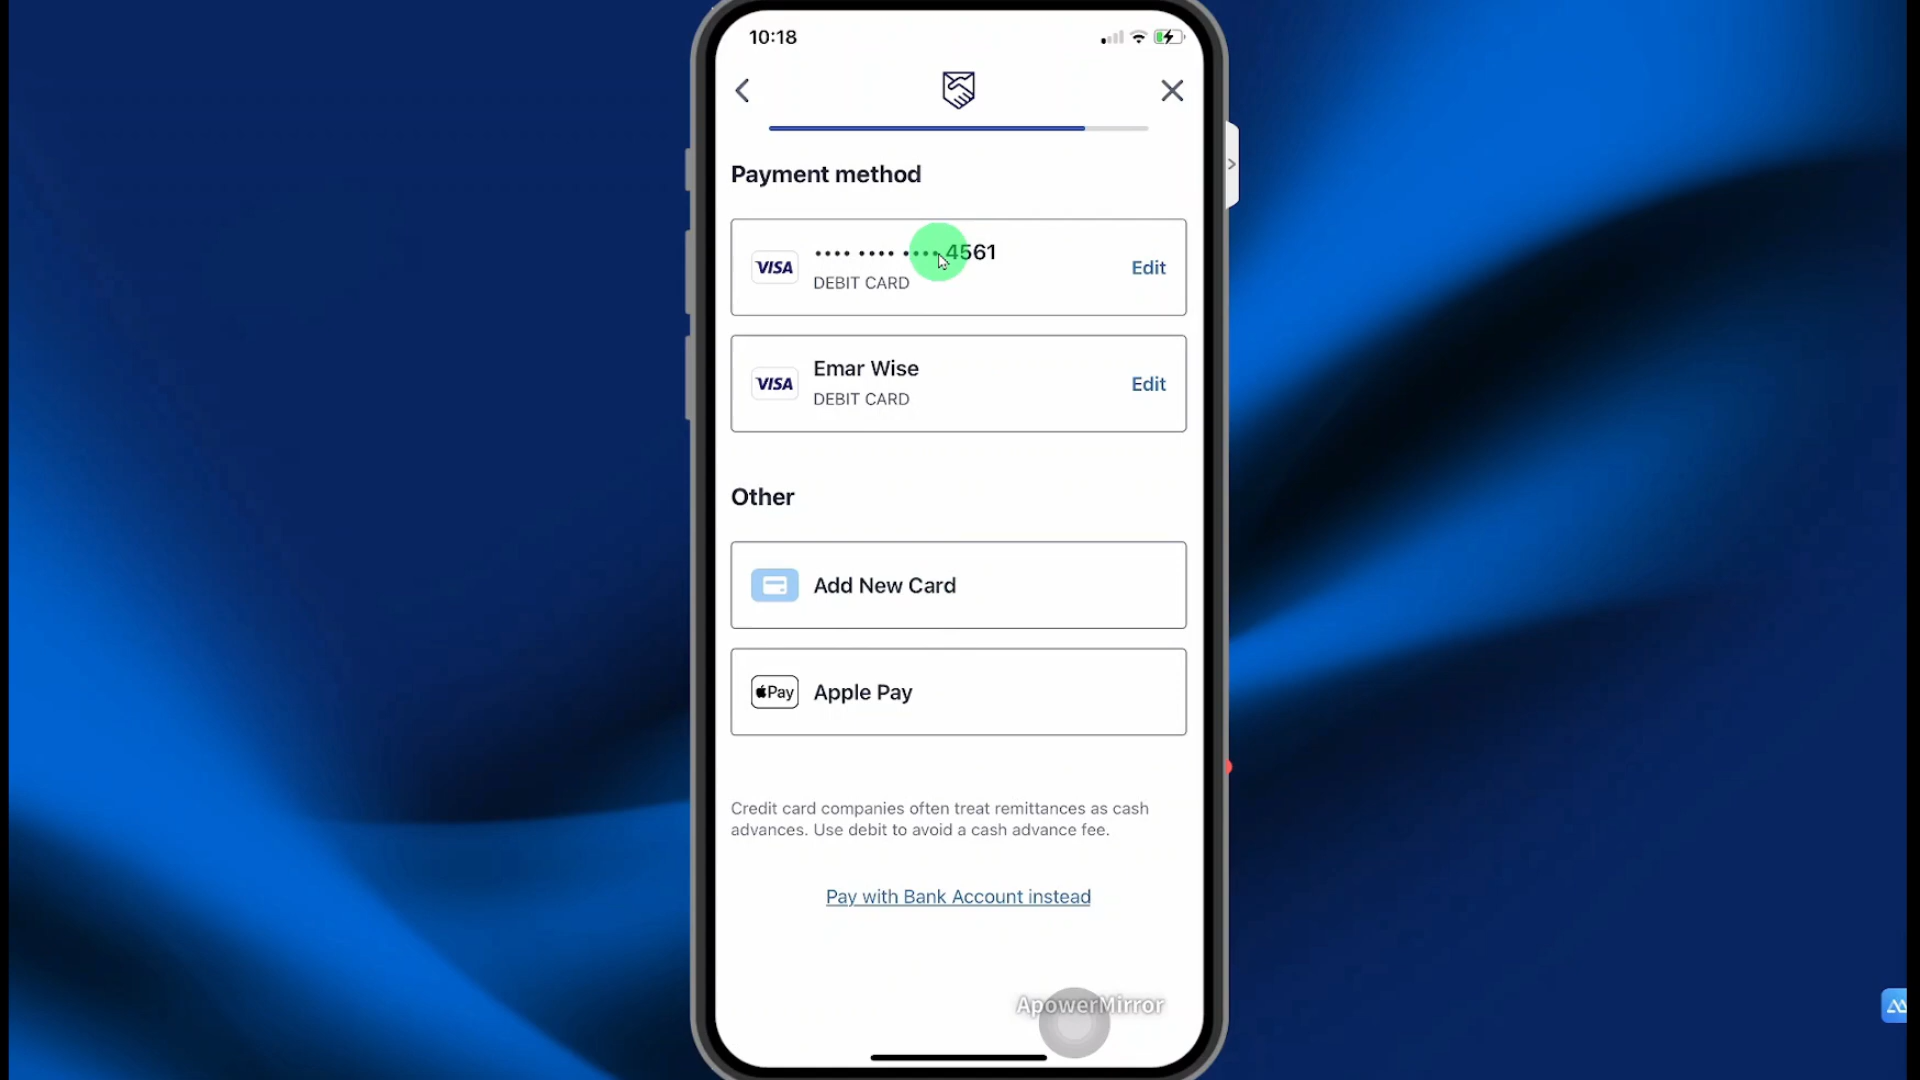 10:18
Payment method
VISA
•••• •••• •••• 4561
DEBIT CARD
Edit
VISA
Emar Wise
DEBIT CARD
Edit
Other
Add New Card
Pay
Apple Pay
Credit card companies often treat remittances as cash
advances. Use debit to avoid a cash advance fee.
Pay with Bank Account instead
ApowerMirror